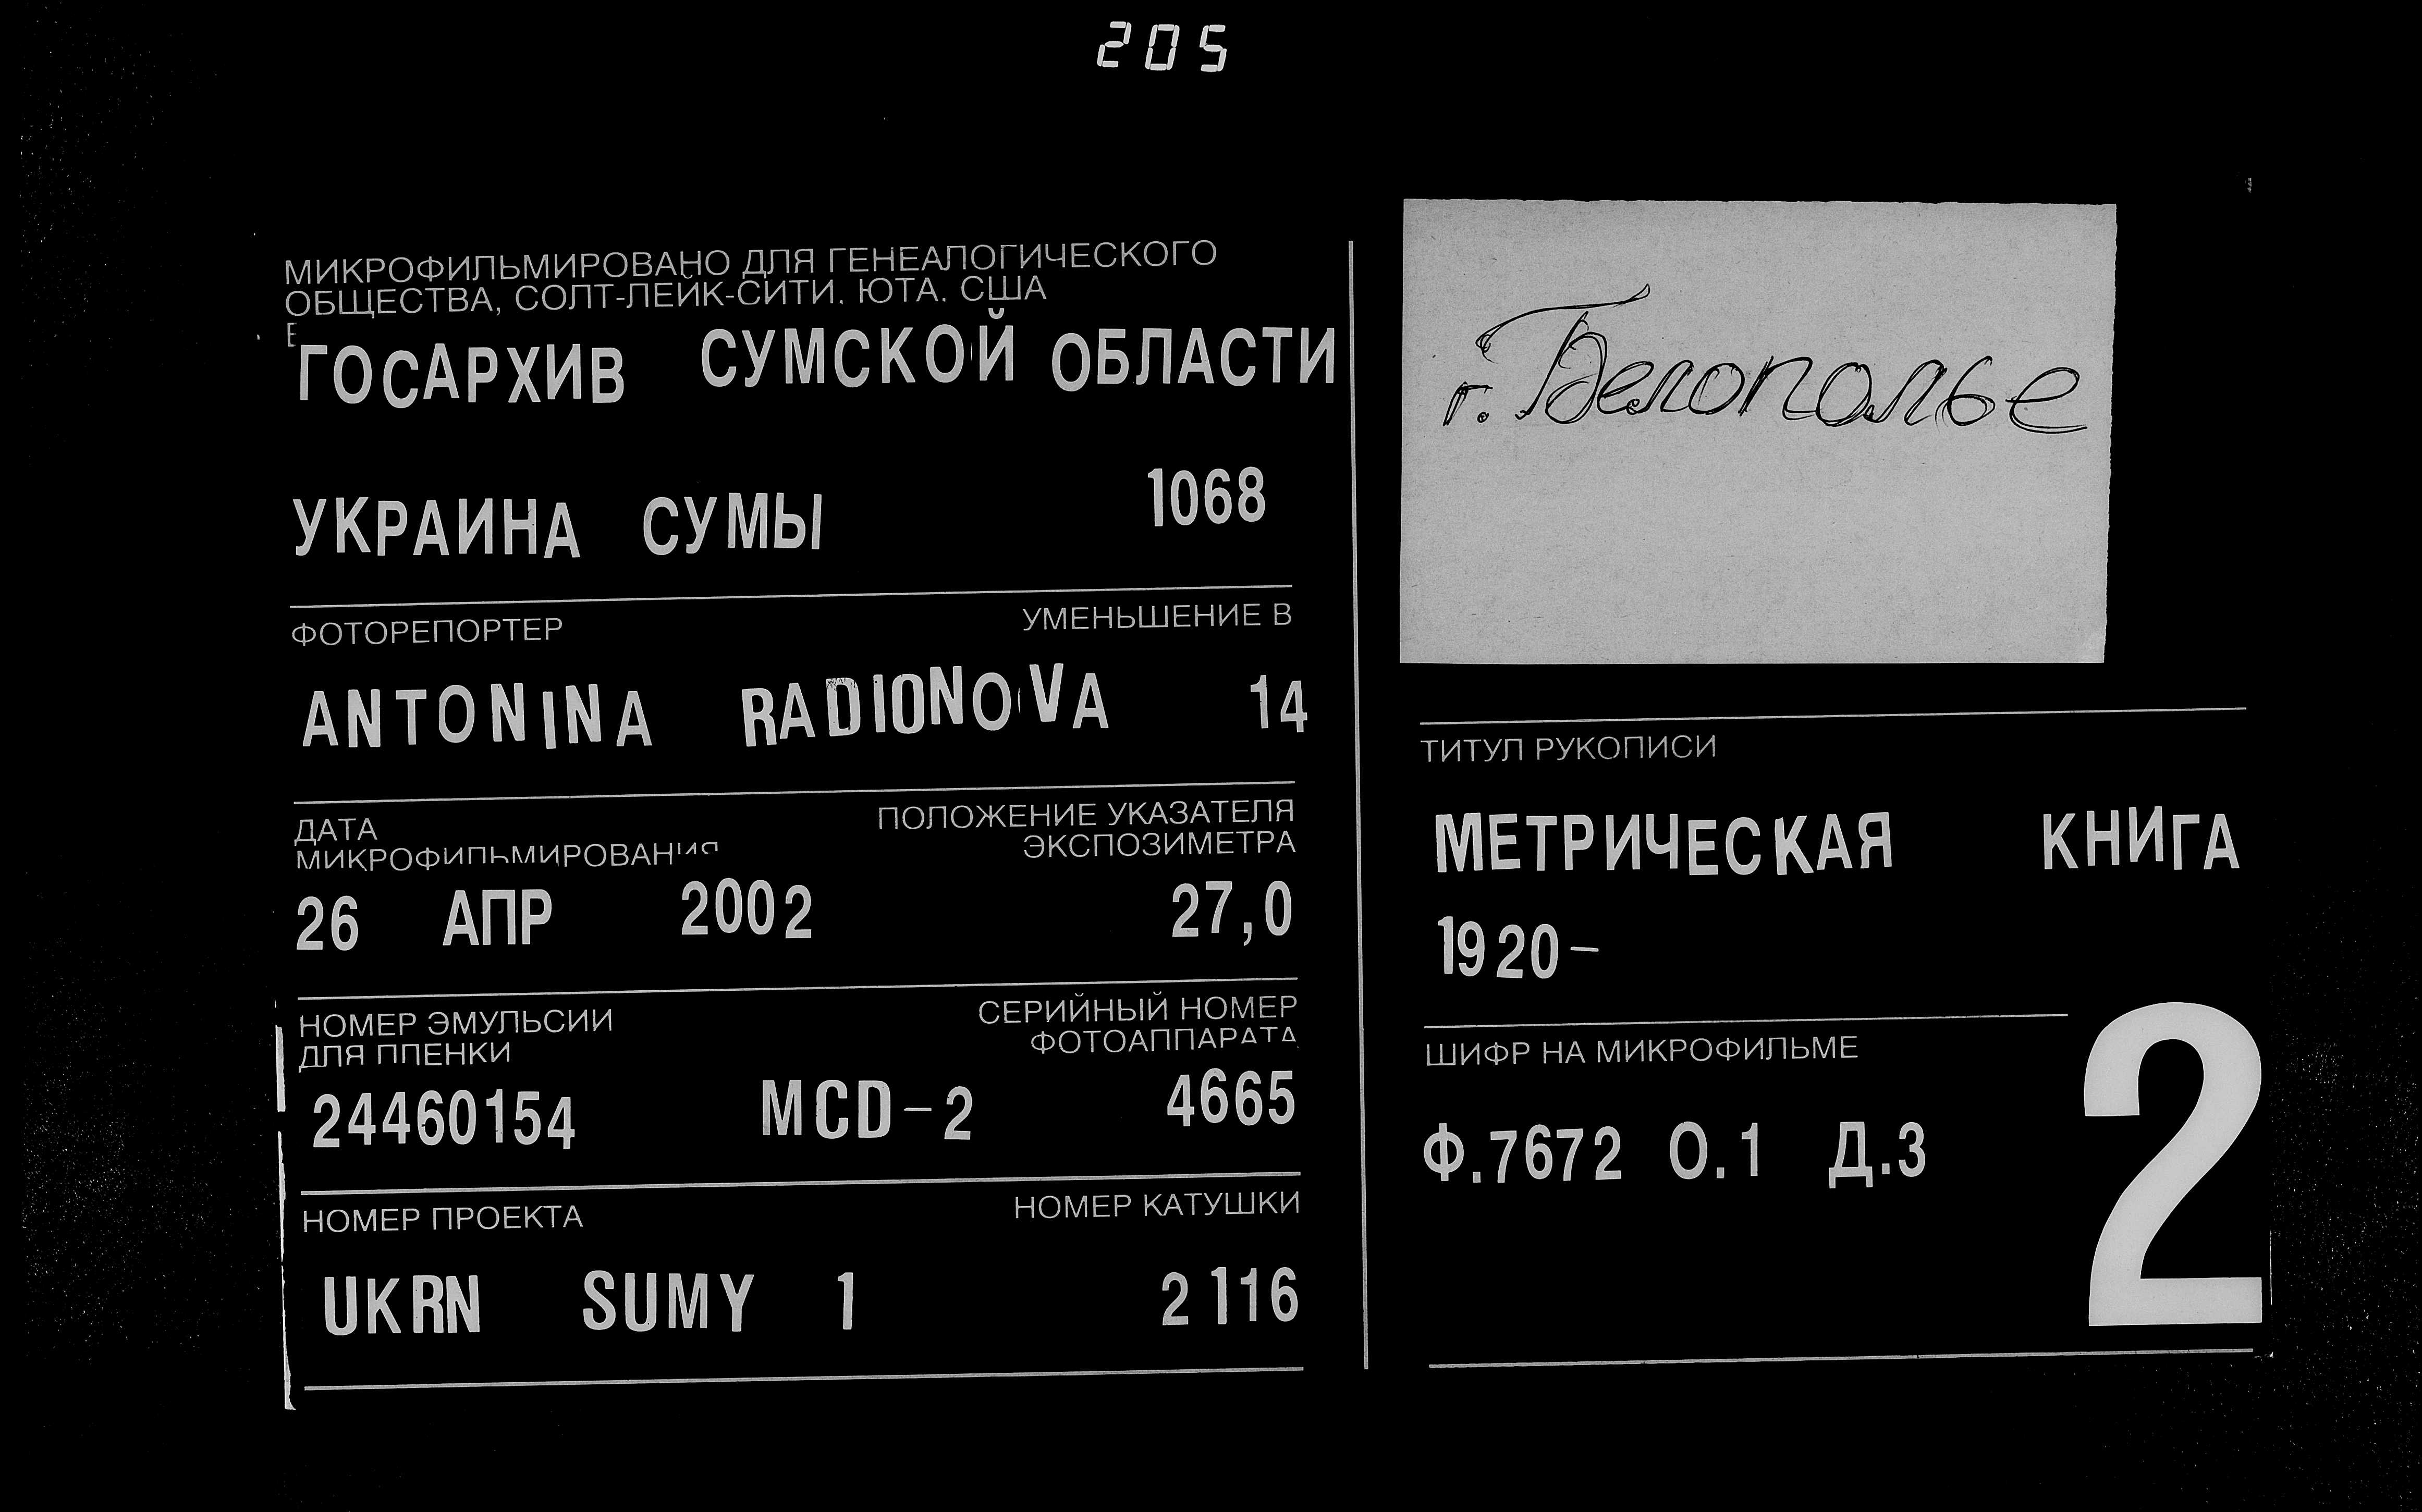 205
МИКРОФИЛЬМИРОВАНО ДЛЯ ГЕНЕАЛОГИЧЕСКОГО
ОБЩЕСТВА, СОЛТ-ЛЕЙК-СИТИ, ЮТА, США
В
ГОСАРХИВ СУМСКОЙ ОБЛАСТИ
УКРАИНА СУМЫ 1068
ФОТОРЕПОРТЕР УМЕНЬШЕНИЕ В
ANTONINA RADIONOVA 14
ДАТА
МИКРОФИЛЬМИРОВАНИЯ
ПОЛОЖЕНИЕ УКАЗАТЕЛЯ
ЭКСПОЗИМЕТРА
26 АПР 2002 27,0
НОМЕР ЭМУЛЬСИИ
ДЛЯ ПЛЕНКИ
СЕРИЙНЫЙ НОМЕР
ФОТОАППАРАТА
24460154 MCD-2 4665
НОМЕР ПРОЕКТА НОМЕР КАТУШКИ
UKRN SUMY 1 2116
г. Белополье
ТИТУЛ РУКОПИСИ
МЕТРИЧЕСКАЯ КНИГА
1920-
ШИФР НА МИКРОФИЛЬМЕ
Ф.7672 О.1 Д.3
2